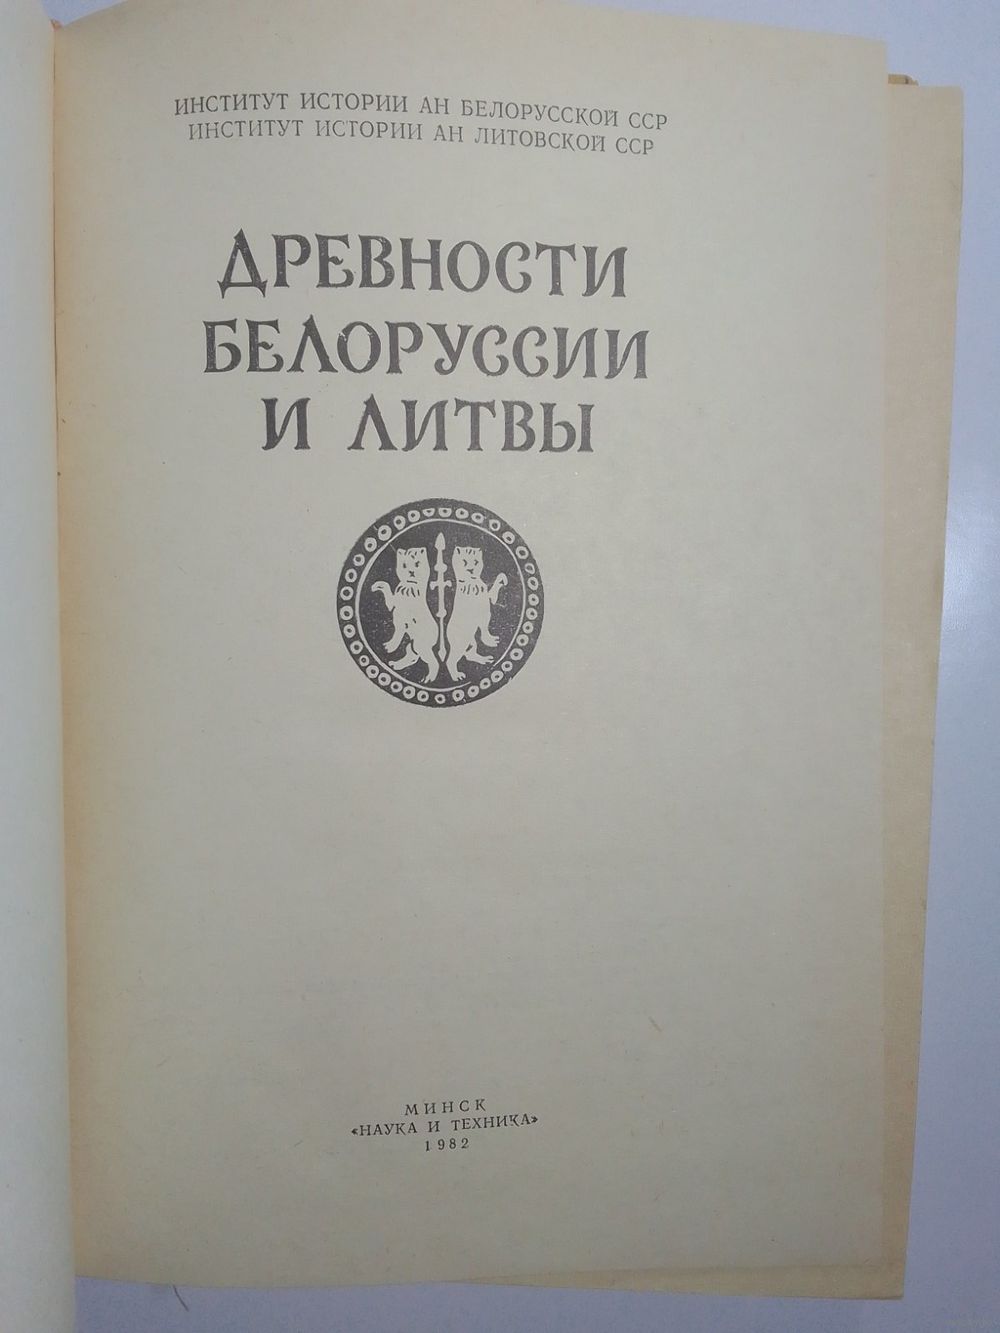 ИНСТИТУТ ИСТОРИИ АН БЕЛОРУССКОЙ ССР
ИНСТИТУТ ИСТОРИИ АН ЛИТОВСКОЙ ССР
ДРЕВНОСТИ
БЕЛОРУССИИ
И ЛИТВЫ
МИНСК
«НАУКА И ТЕХНИКА»
1982